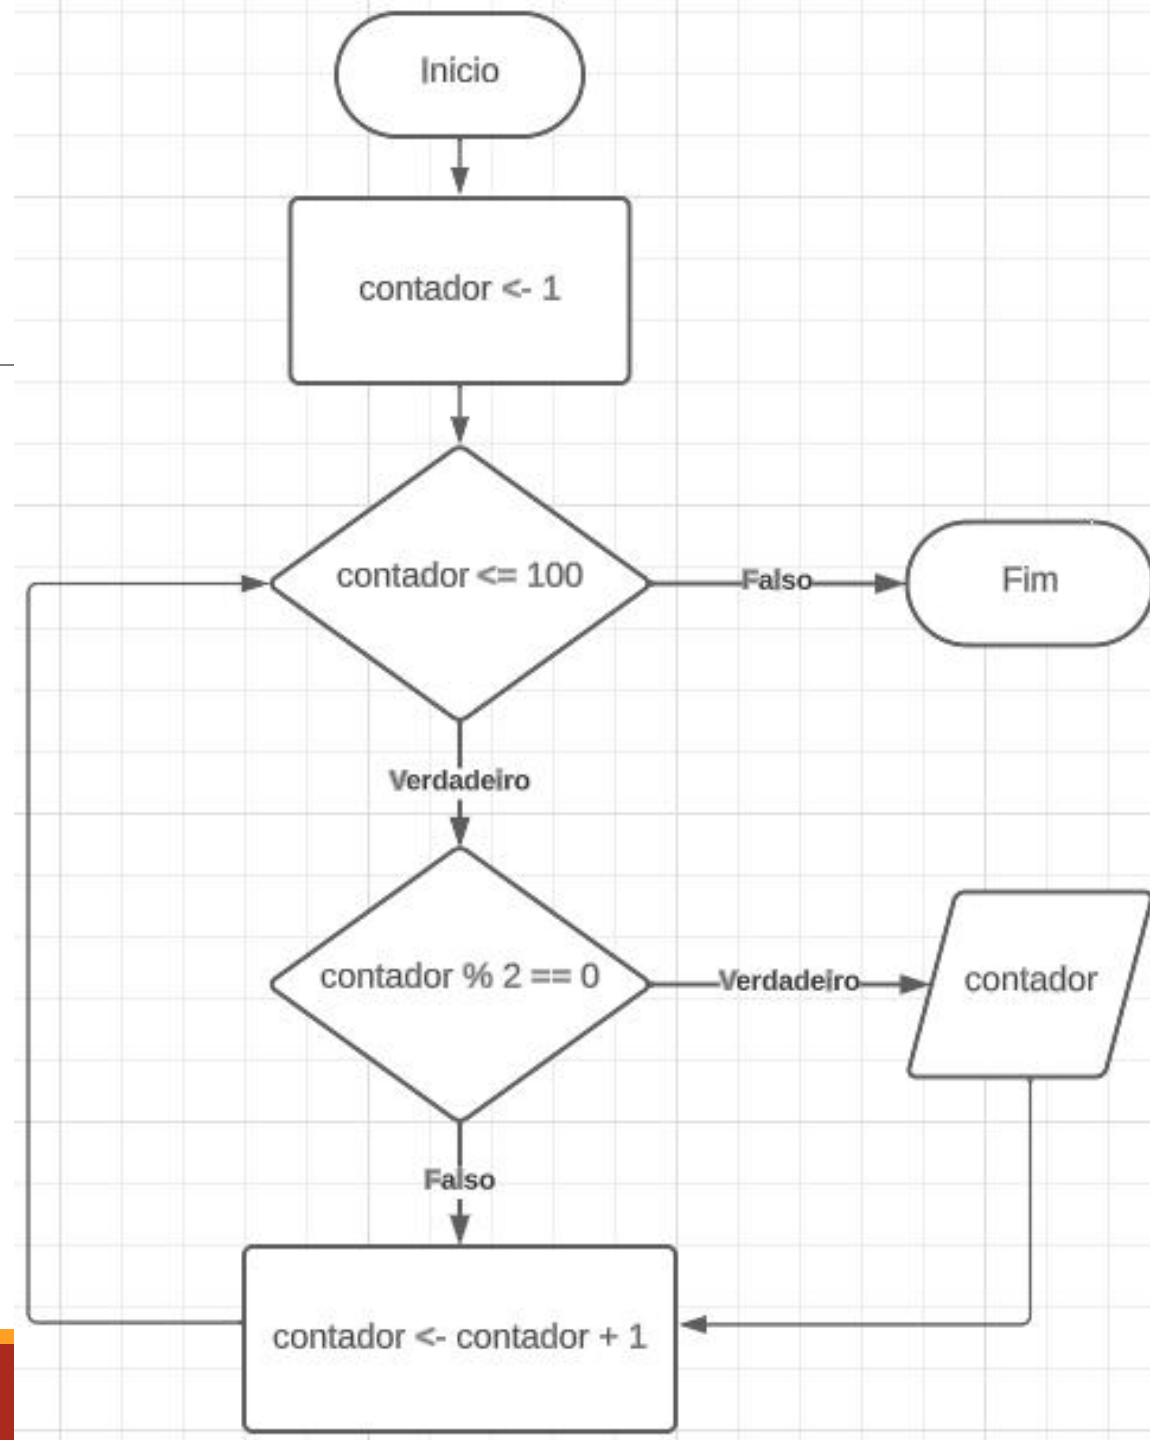 Inicio
contador <- 1
contador <= 100
Falso
Fim
Verdadeiro
contador % 2 == 0
Verdadeiro
contador
Falso
contador <- contador + 1